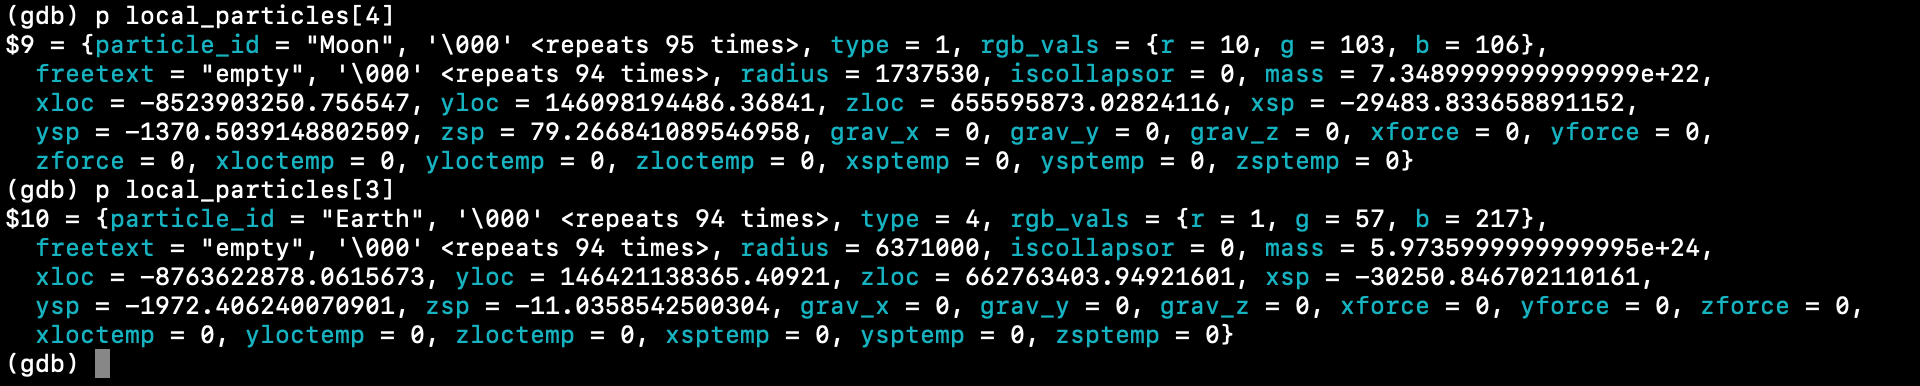 (gdb) p local_particles[4]
$9 = {particle_id = "Moon", '\000' <repeats 95 times>, type = 1, rgb_vals = {r = 10, g = 103, b = 106},
  freetext = "empty", '\000' <repeats 94 times>, radius = 1737530, iscollapsor = 0, mass = 7.3489999999999999e+22,
  xloc = -8523903250.756547, yloc = 146098194486.36841, zloc = 655595873.02824116, xsp = -29483.833658891152,
  ysp = -1370.5039148802509, zsp = 79.266841089546958, grav_x = 0, grav_y = 0, grav_z = 0, xforce = 0, yforce = 0,
  zforce = 0, xloctemp = 0, yloctemp = 0, zloctemp = 0, xsptemp = 0, ysptemp = 0, zsptemp = 0}
(gdb) p local_particles[3]
$10 = {particle_id = "Earth", '\000' <repeats 94 times>, type = 4, rgb_vals = {r = 1, g = 57, b = 217},
  freetext = "empty", '\000' <repeats 94 times>, radius = 6371000, iscollapsor = 0, mass = 5.9735999999999995e+24,
  xloc = -8763622878.0615673, yloc = 146421138365.40921, zloc = 662763403.94921601, xsp = -30250.846702110161,
  ysp = -1972.406240070901, zsp = -11.0358542500304, grav_x = 0, grav_y = 0, grav_z = 0, xforce = 0, yforce = 0, zforce = 0,
  xloctemp = 0, yloctemp = 0, zloctemp = 0, xsptemp = 0, ysptemp = 0, zsptemp = 0}
(gdb)